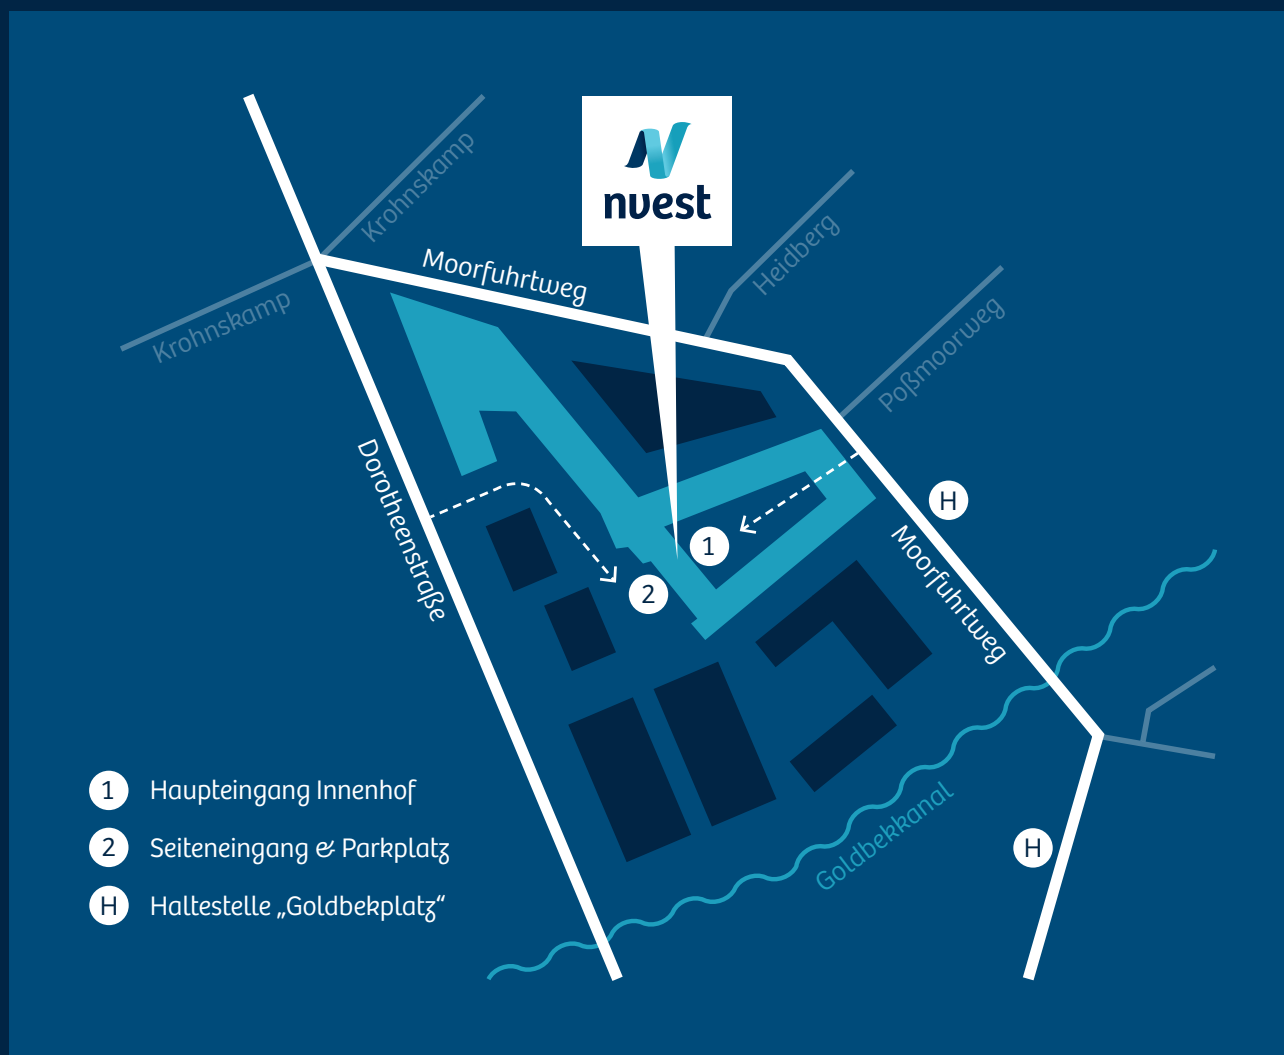 nvest
Krohnskamp
Krohnskamp
Moorfuhrtweg
Heidberg
Poßmoorweg
Dorotheenstraße
H
Moorfuhrtweg
1
2
Goldbekkanal
H
1 Haupteingang Innenhof
2 Seiteneingang & Parkplatz
H Haltestelle „Goldbekplatz“